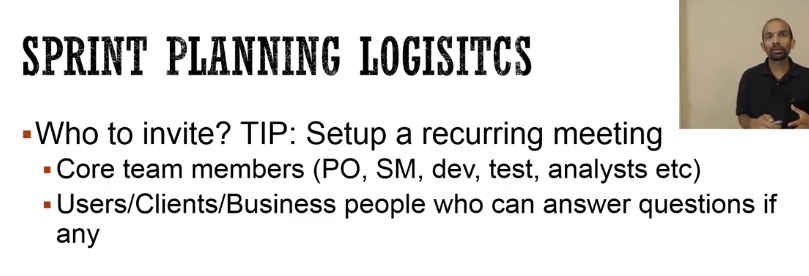 SPRINT PLANNING LOGISITCS
▪Who to invite? TIP: Setup a recurring meeting
▪Core team members (PO, SM, dev, test, analysts etc)
▪Users/Clients/Business people who can answer questions if
any